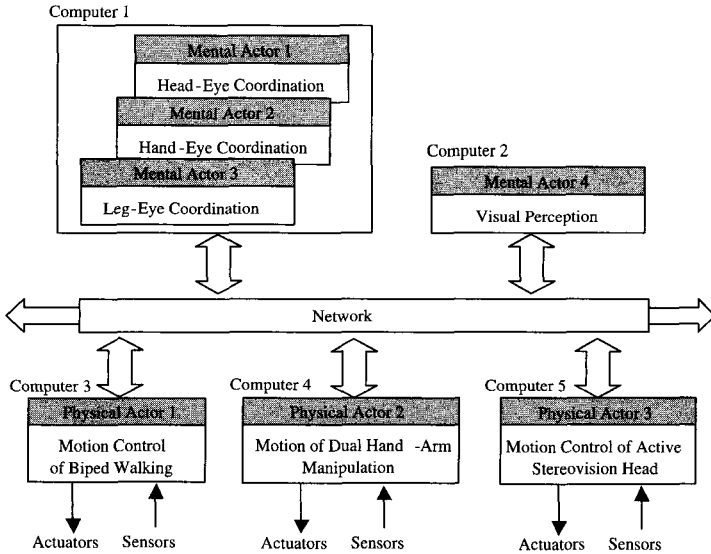 Computer 1
Mental Actor 1
Head-Eye Coordination
Mental Actor 2
Hand-Eye Coordination
Mental Actor 3
Leg-Eye Coordination
Computer 2
Mental Actor 4
Visual Perception
Network
Computer 3
Physical Actor 1
Motion Control
of Biped Walking
Actuators
Sensors
Computer 4
Physical Actor 2
Motion of Dual Hand -Arm
Manipulation
Actuators
Sensors
Computer 5
Physical Actor 3
Motion Control of Active
Stereovision Head
Actuators
Sensors